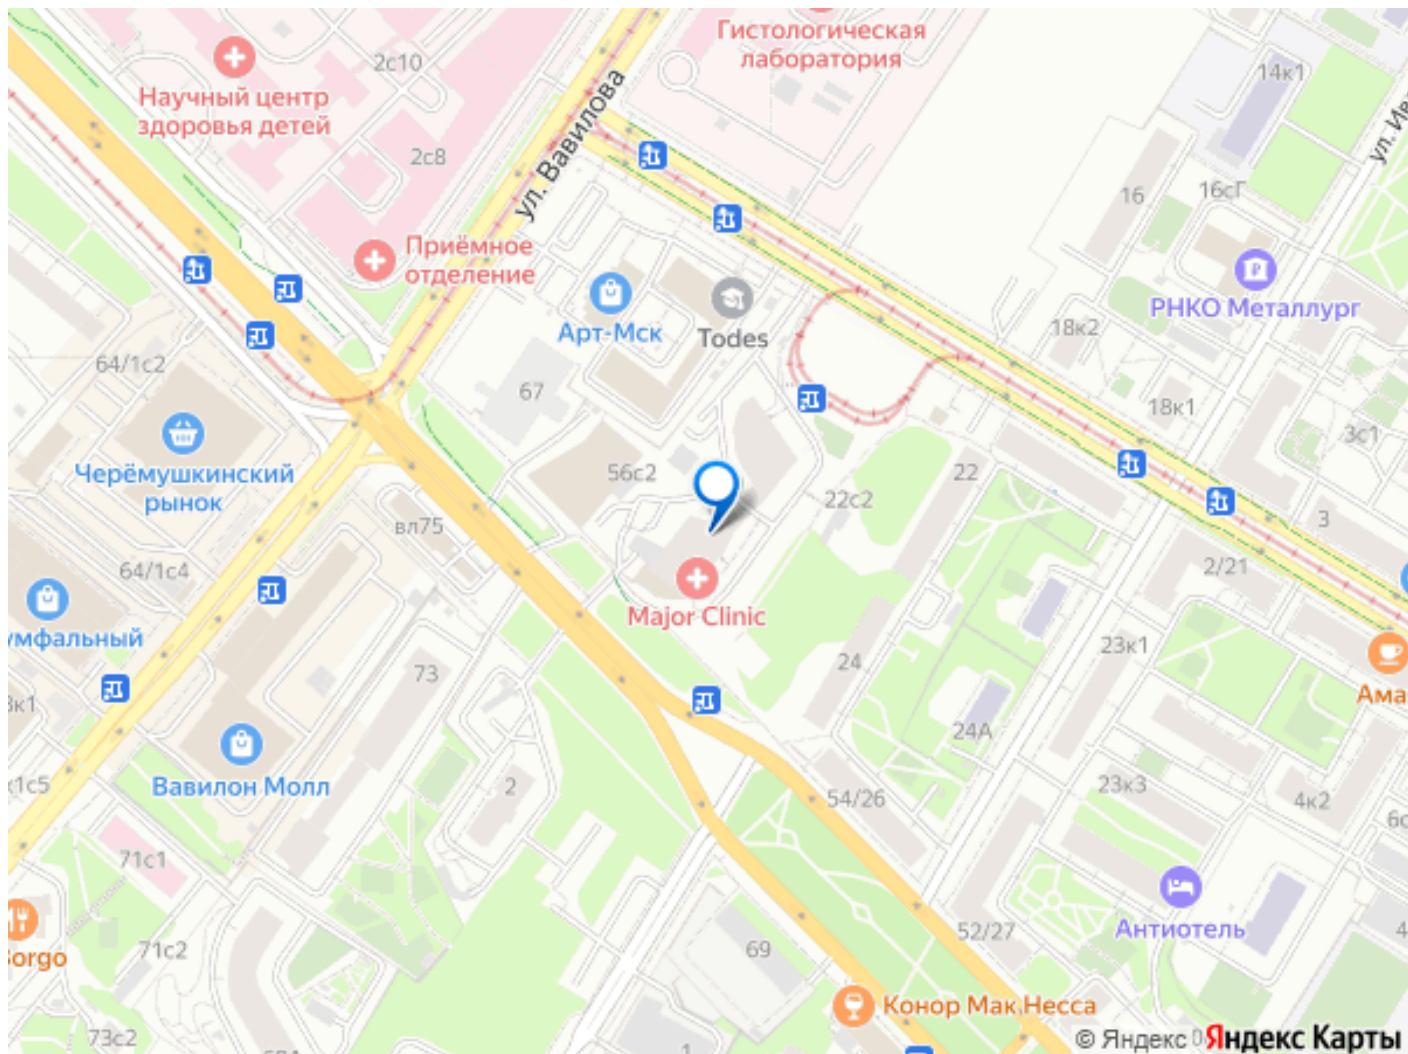 Гистологическая
лаборатория
2с10
14к1
Научный центр
здоровья детей
2с8
ул. Вавилова
16
16сГ
Приёмное
отделение
РНКО Металлург
Арт-Мск
Todes
18к2
64/1с2
67
18к1
3с1
Черёмушкинский
рынок
56с2
22
22с2
вл75
3
64/1с4
2/21
Major Clinic
23к1
24
73
24А
Вавилон Молл
2
54/26
23к3
4к2
71с1
Антиотель
52/27
71с2
69
Конор Мак Несса
73с2
1
© Яндекс
Яндекс Карты